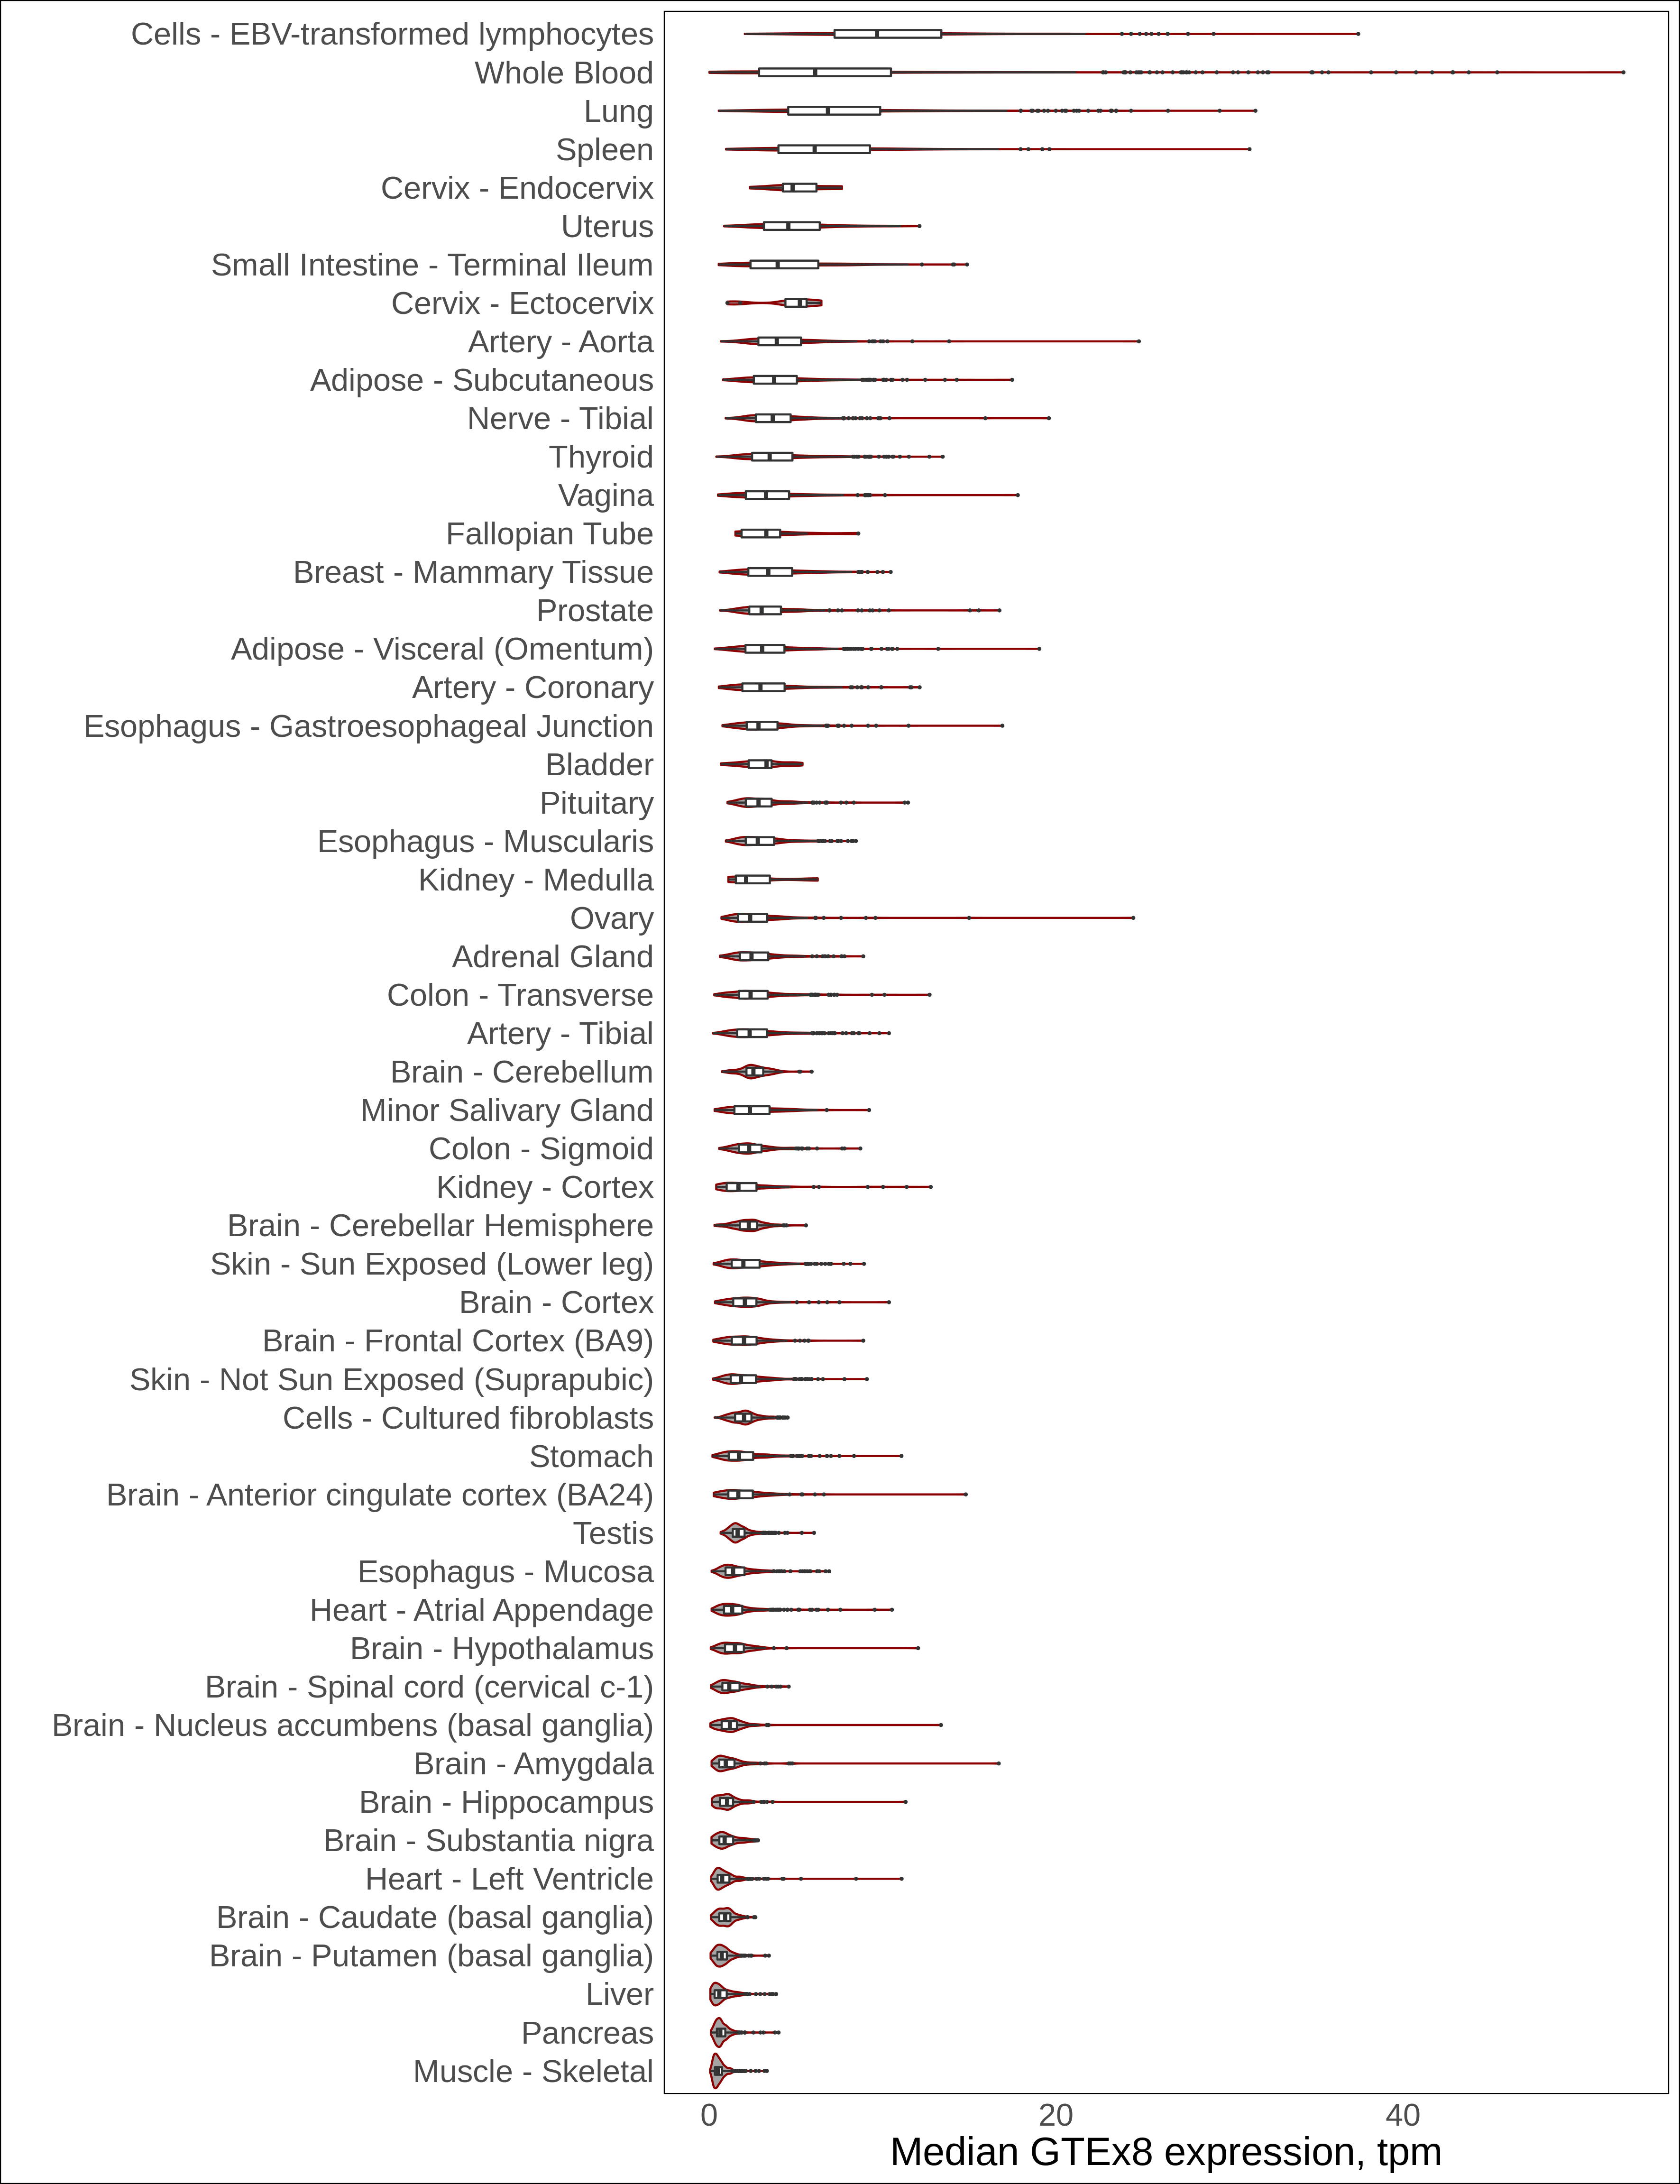 Cells - EBV-transformed lymphocytes
Whole Blood
Lung
Spleen
Cervix - Endocervix
Uterus
Small Intestine - Terminal Ileum
Cervix - Ectocervix
Artery - Aorta
Adipose - Subcutaneous
Nerve - Tibial
Thyroid
Vagina
Fallopian Tube
Breast - Mammary Tissue
Prostate
Adipose - Visceral (Omentum)
Artery - Coronary
Esophagus - Gastroesophageal Junction
Bladder
Pituitary
Esophagus - Muscularis
Kidney - Medulla
Ovary
Adrenal Gland
Colon - Transverse
Artery - Tibial
Brain - Cerebellum
Minor Salivary Gland
Colon - Sigmoid
Kidney - Cortex
Brain - Cerebellar Hemisphere
Skin - Sun Exposed (Lower leg)
Brain - Cortex
Brain - Frontal Cortex (BA9)
Skin - Not Sun Exposed (Suprapubic)
Cells - Cultured fibroblasts
Stomach
Brain - Anterior cingulate cortex (BA24)
Testis
Esophagus - Mucosa
Heart - Atrial Appendage
Brain - Hypothalamus
Brain - Spinal cord (cervical c-1)
Brain - Nucleus accumbens (basal ganglia)
Brain - Amygdala
Brain - Hippocampus
Brain - Substantia nigra
Heart - Left Ventricle
Brain - Caudate (basal ganglia)
Brain - Putamen (basal ganglia)
Liver
Pancreas
Muscle - Skeletal
0 20 40
Median GTEx8 expression, tpm